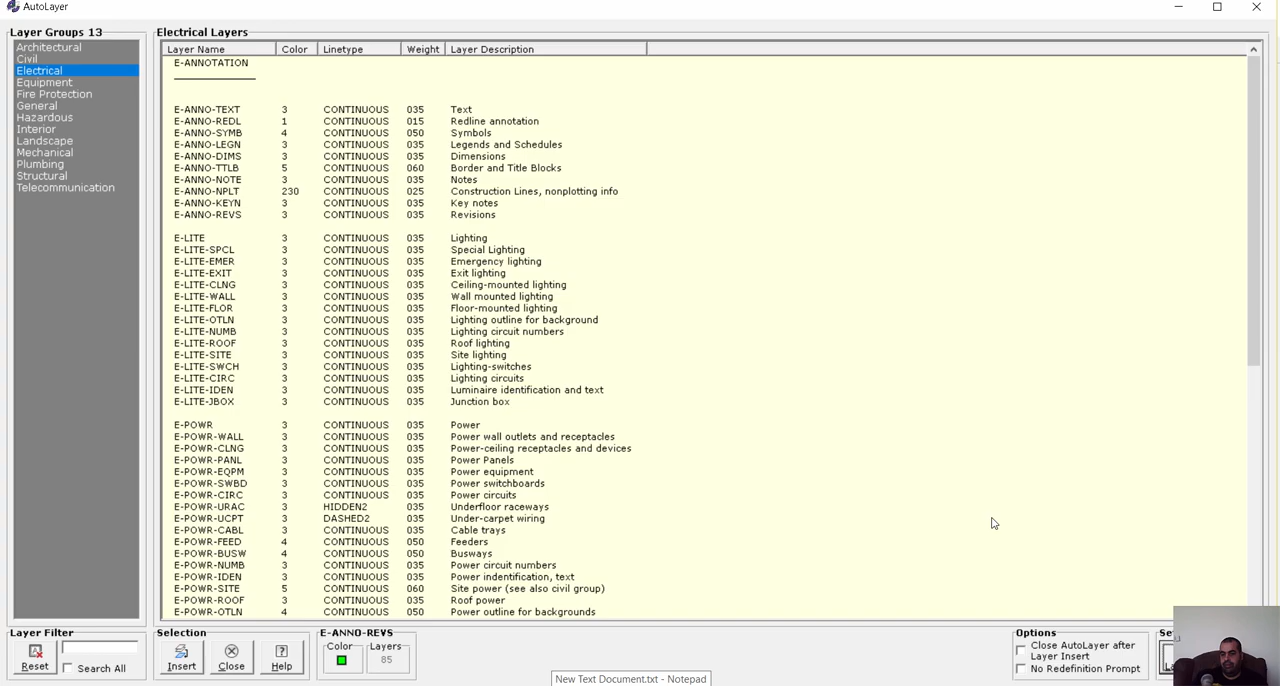 AutoLayer
Layer Groups 13
Architectural
Civil
Electrical
Equipment
Fire Protection
General
Hazardous
Interior
Landscape
Mechanical
Plumbing
Structural
Telecommunication
Electrical Layers
Layer Name Color Linetype Weight Layer Description
E-ANNOTATION
E-ANNO-TEXT 3 CONTINUOUS 035 Text
E-ANNO-REDL 1 CONTINUOUS 015 Redline annotation
E-ANNO-SYMB 4 CONTINUOUS 050 Symbols
E-ANNO-LEGN 3 CONTINUOUS 035 Legends and Schedules
E-ANNO-DIMS 3 CONTINUOUS 035 Dimensions
E-ANNO-TTLB 5 CONTINUOUS 060 Border and Title Blocks
E-ANNO-NOTE 3 CONTINUOUS 035 Notes
E-ANNO-NPLT 230 CONTINUOUS 025 Construction Lines, nonplotting info
E-ANNO-KEYN 3 CONTINUOUS 035 Key notes
E-ANNO-REVS 3 CONTINUOUS 035 Revisions
E-LITE 3 CONTINUOUS 035 Lighting
E-LITE-SPCL 3 CONTINUOUS 035 Special Lighting
E-LITE-EMER 3 CONTINUOUS 035 Emergency lighting
E-LITE-EXIT 3 CONTINUOUS 035 Exit lighting
E-LITE-CLNG 3 CONTINUOUS 035 Ceiling-mounted lighting
E-LITE-WALL 3 CONTINUOUS 035 Wall mounted lighting
E-LITE-FLOR 3 CONTINUOUS 035 Floor-mounted lighting
E-LITE-OTLN 3 CONTINUOUS 035 Lighting outline for background
E-LITE-NUMB 3 CONTINUOUS 035 Lighting circuit numbers
E-LITE-ROOF 3 CONTINUOUS 035 Roof lighting
E-LITE-SITE 3 CONTINUOUS 035 Site lighting
E-LITE-SWCH 3 CONTINUOUS 035 Lighting-switches
E-LITE-CIRC 3 CONTINUOUS 035 Lighting circuits
E-LITE-IDEN 3 CONTINUOUS 035 Luminaire identification and text
E-LITE-JBOX 3 CONTINUOUS 035 Junction box
E-POWR 3 CONTINUOUS 035 Power
E-POWR-WALL 3 CONTINUOUS 035 Power wall outlets and receptacles
E-POWR-CLNG 3 CONTINUOUS 035 Power-ceiling receptacles and devices
E-POWR-PANL 3 CONTINUOUS 035 Power Panels
E-POWR-EQPM 3 CONTINUOUS 035 Power equipment
E-POWR-SWBD 3 CONTINUOUS 035 Power switchboards
E-POWR-CIRC 3 CONTINUOUS 035 Power circuits
E-POWR-URAC 3 HIDDEN2 035 Underfloor raceways
E-POWR-UCPT 3 DASHED2 035 Under-carpet wiring
E-POWR-CABL 3 CONTINUOUS 035 Cable trays
E-POWR-FEED 4 CONTINUOUS 050 Feeders
E-POWR-BUSW 4 CONTINUOUS 050 Busways
E-POWR-NUMB 3 CONTINUOUS 035 Power circuit numbers
E-POWR-IDEN 3 CONTINUOUS 035 Power indentification, text
E-POWR-SITE 5 CONTINUOUS 060 Site power (see also civil group)
E-POWR-ROOF 3 CONTINUOUS 035 Roof power
E-POWR-OTLN 4 CONTINUOUS 050 Power outline for backgrounds
Layer Filter
Reset
Search All
Selection
Insert
Close
Help
E-ANNO-REVS
Color
Layers
85
Options
Close AutoLayer after
Layer Insert
No Redefinition Prompt
New Text Document.txt - Notepad